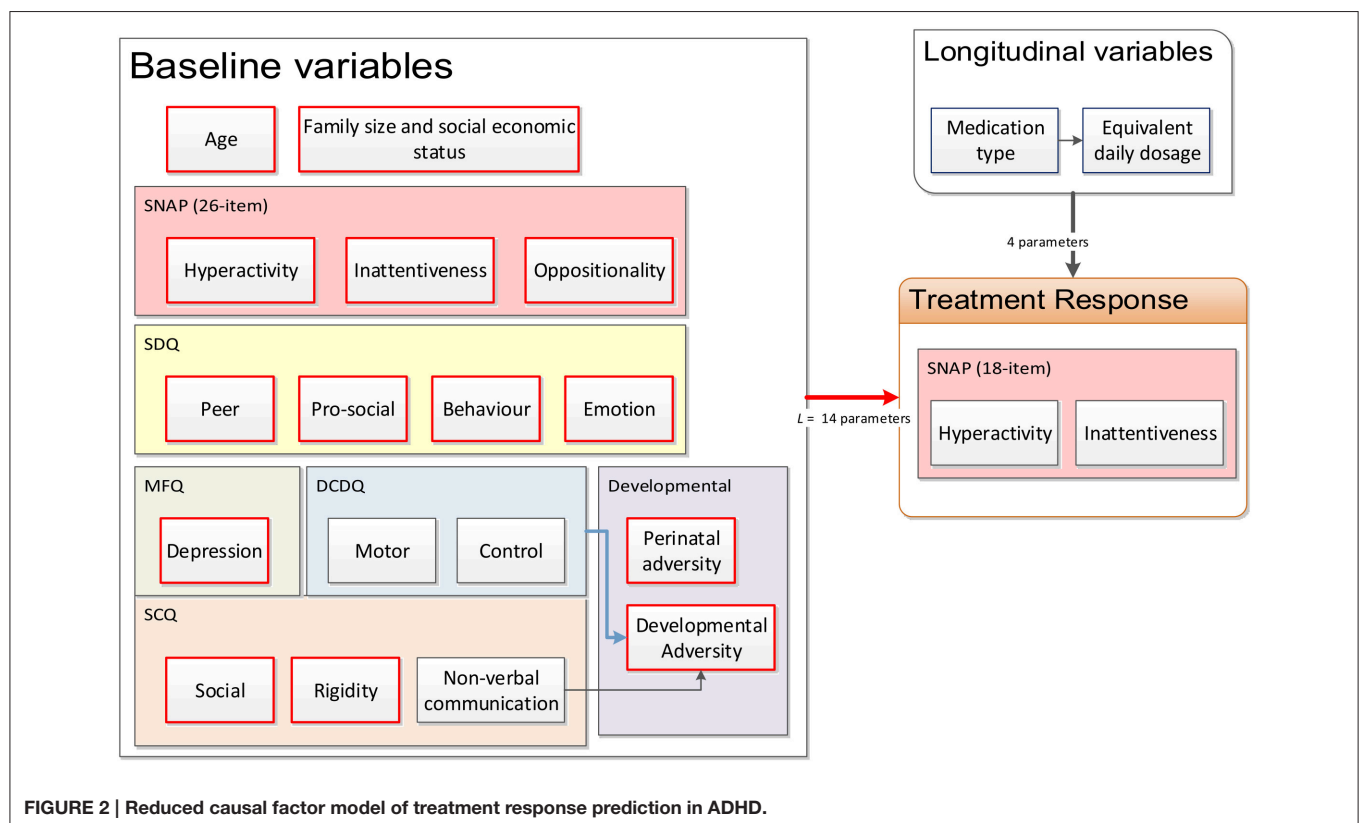 Baseline variables
Age
Family size and social economic
status
SNAP (26-item)
Hyperactivity
Inattentiveness
Oppositionality
SDQ
Peer
Pro-social
Behaviour
Emotion
MFQ
Depression
DCDQ
Motor
Control
Developmental
Perinatal
adversity
Developmental
Adversity
SCQ
Social
Rigidity
Non-verbal
communication
L = 14 parameters
Longitudinal variables
Medication
type
Equivalent
daily dosage
4 parameters
Treatment Response
SNAP (18-item)
Hyperactivity
Inattentiveness
FIGURE 2 | Reduced causal factor model of treatment response prediction in ADHD.